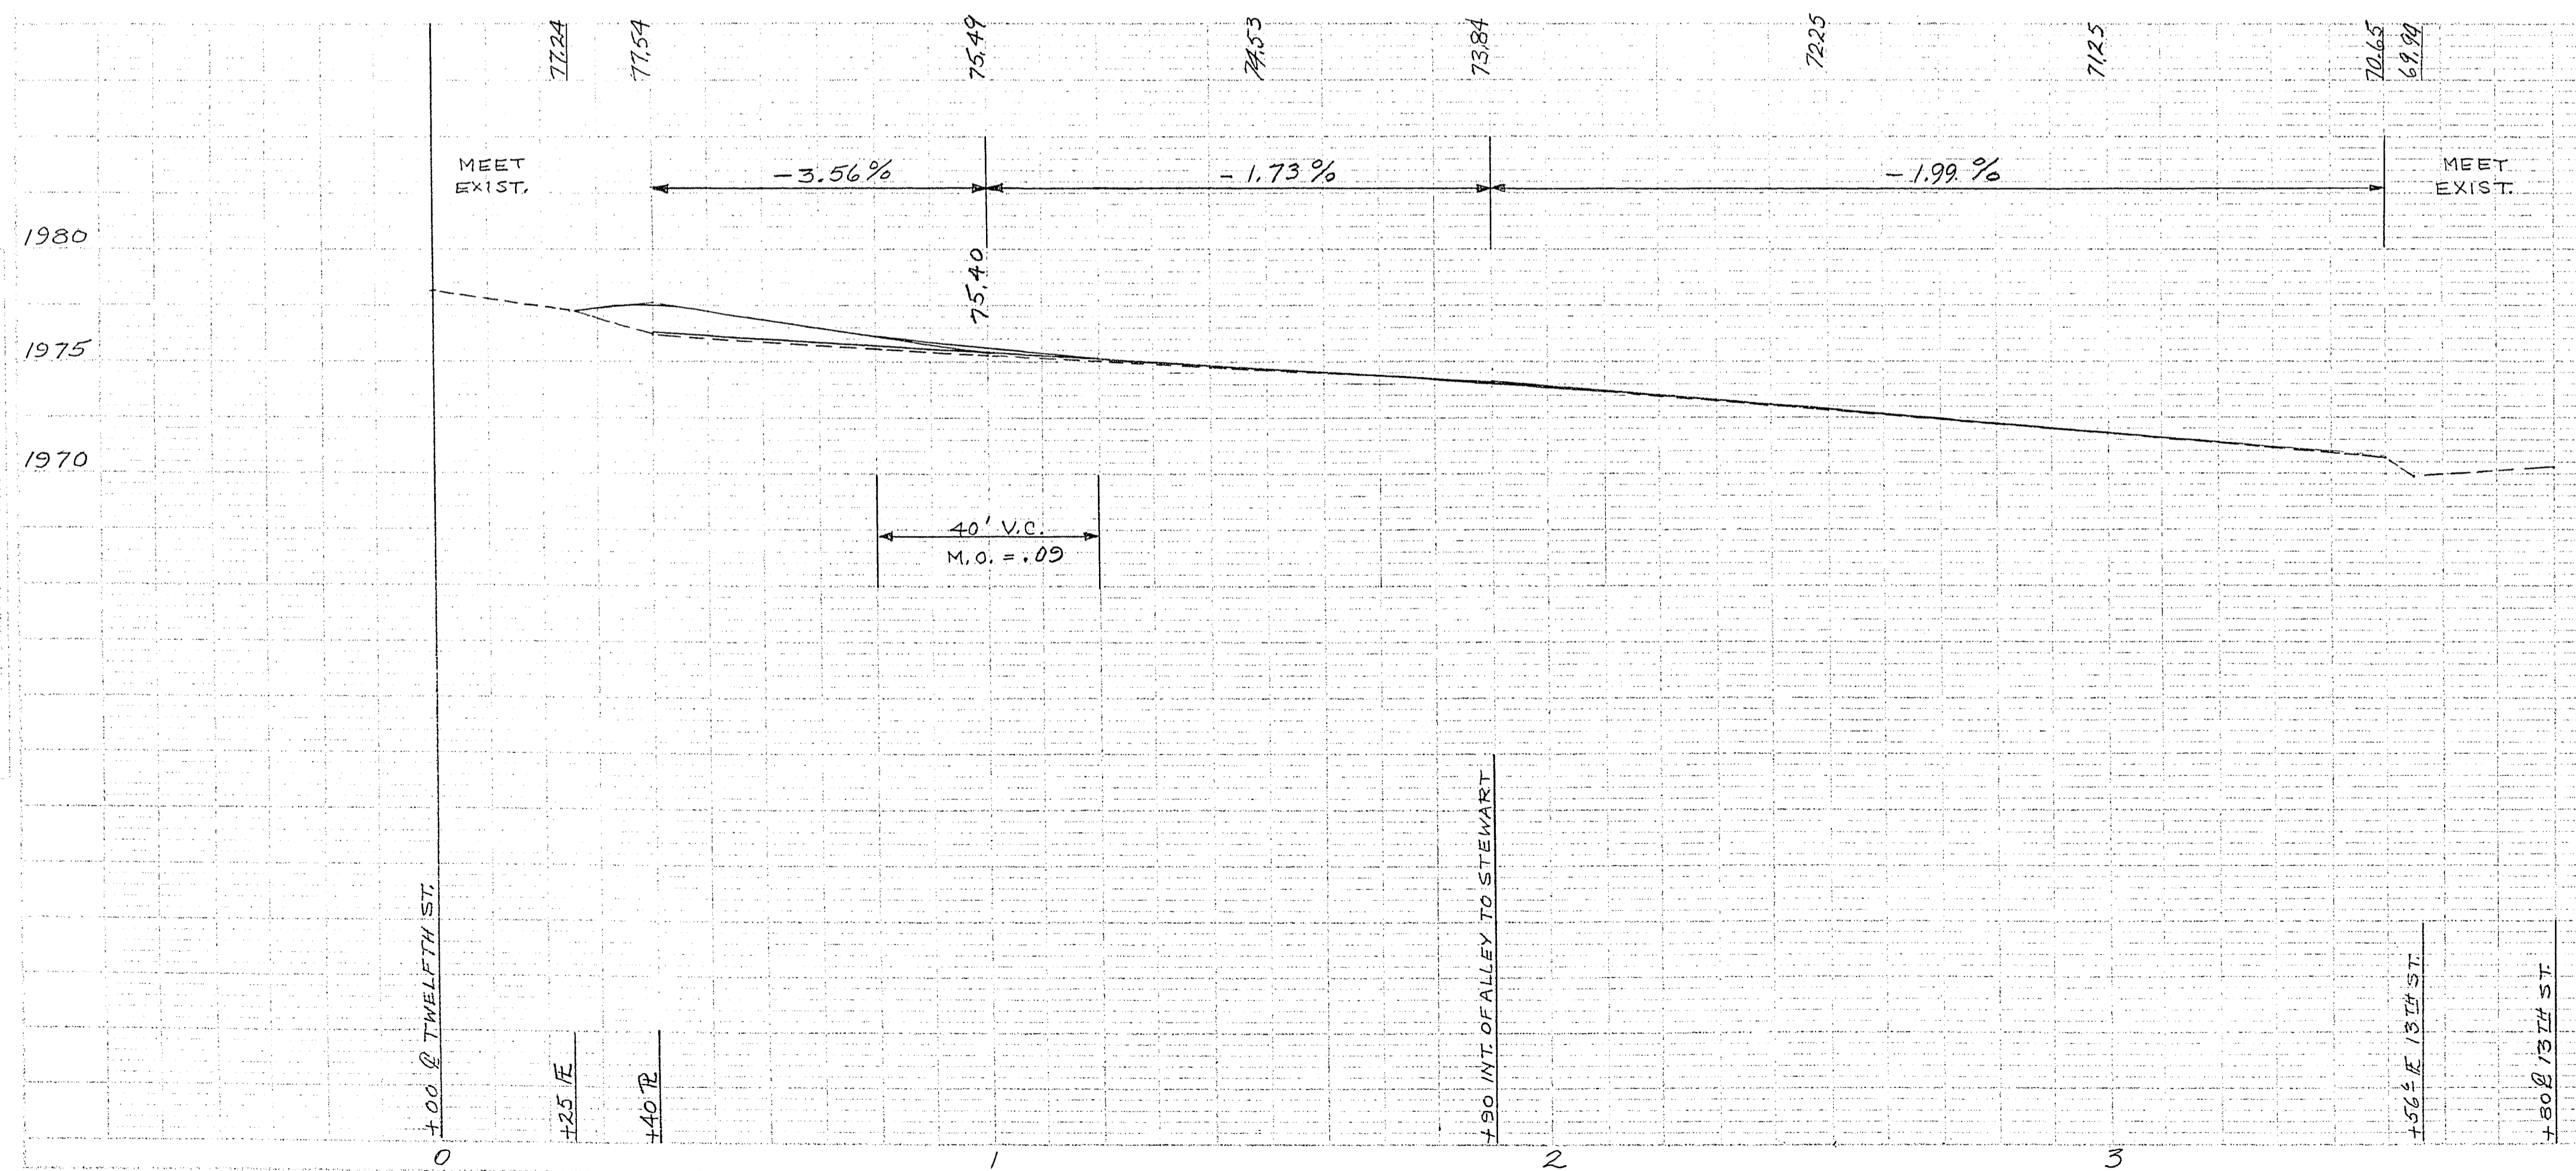 77.24
77.54
75.49
74.53
73.84
72.25
71.25
70.65
69.94
MEET
EXIST.
-3.56%
-1.73%
-1.99%
MEET
EXIST.
1980
75.40
1975
1970
40' V.C.
M.O. = .09
+00 ℄ TWELFTH ST.
+25
+40
+90 INT. OF ALLEY TO STEWART
+56 13TH ST.
+80 ℄ 13TH ST.
0
1
2
3